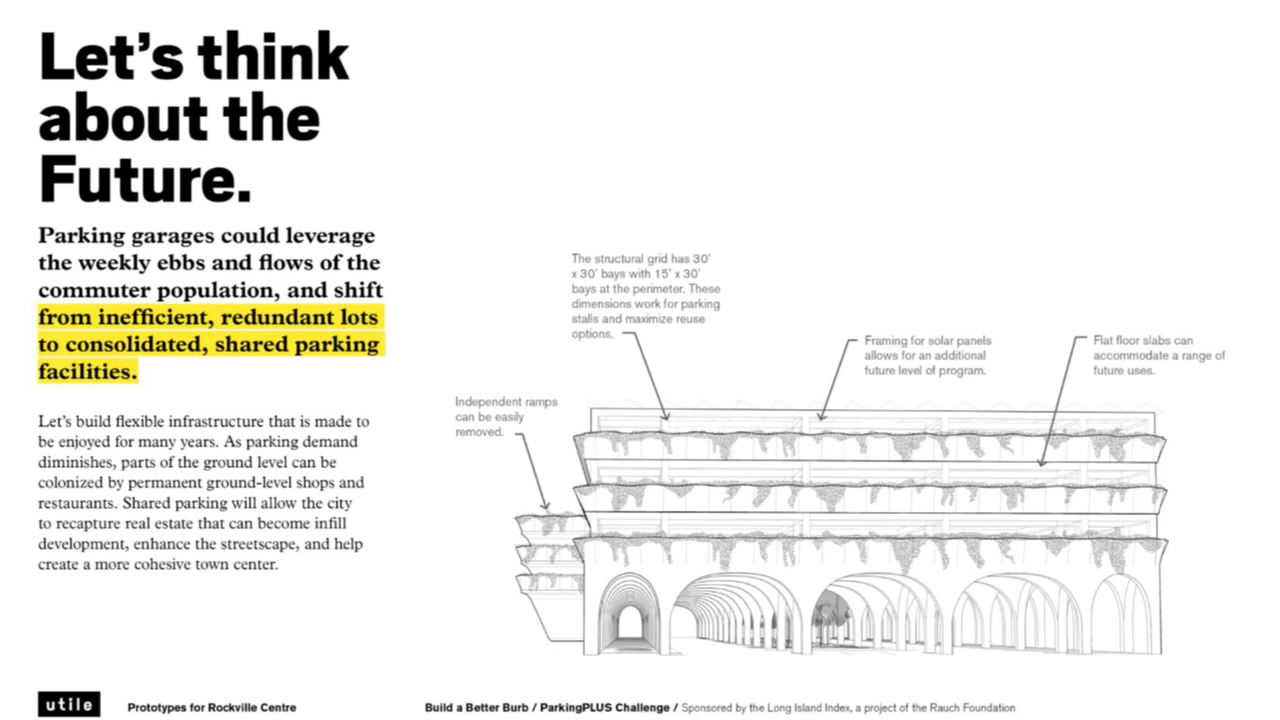 Let's think
about the
Future.
Parking garages could leverage
the weekly ebbs and flows of the
commuter population, and shift
from inefficient, redundant lots
to consolidated, shared parking
facilities.
Let's build flexible infrastructure that is made to
be enjoyed for many years. As parking demand
diminishes, parts of the ground level can be
colonized by permanent ground-level shops and
restaurants. Shared parking will allow the city
to recapture real estate that can become infill
development, enhance the streetscape, and help
create a more cohesive town center.
Independent ramps
can be easily
removed.
The structural grid has 30'
x 30' bays with 15' x 30'
bays at the perimeter. These
dimensions work for parking
stalls and maximize reuse
options.
Framing for solar panels
allows for an additional
future level of program.
Flat floor slabs can
accommodate a range of
future uses.
utile
Prototypes for Rockville Centre
Build a Better Burb / ParkingPLUS Challenge / Sponsored by the Long Island Index, a project of the Rauch Foundation